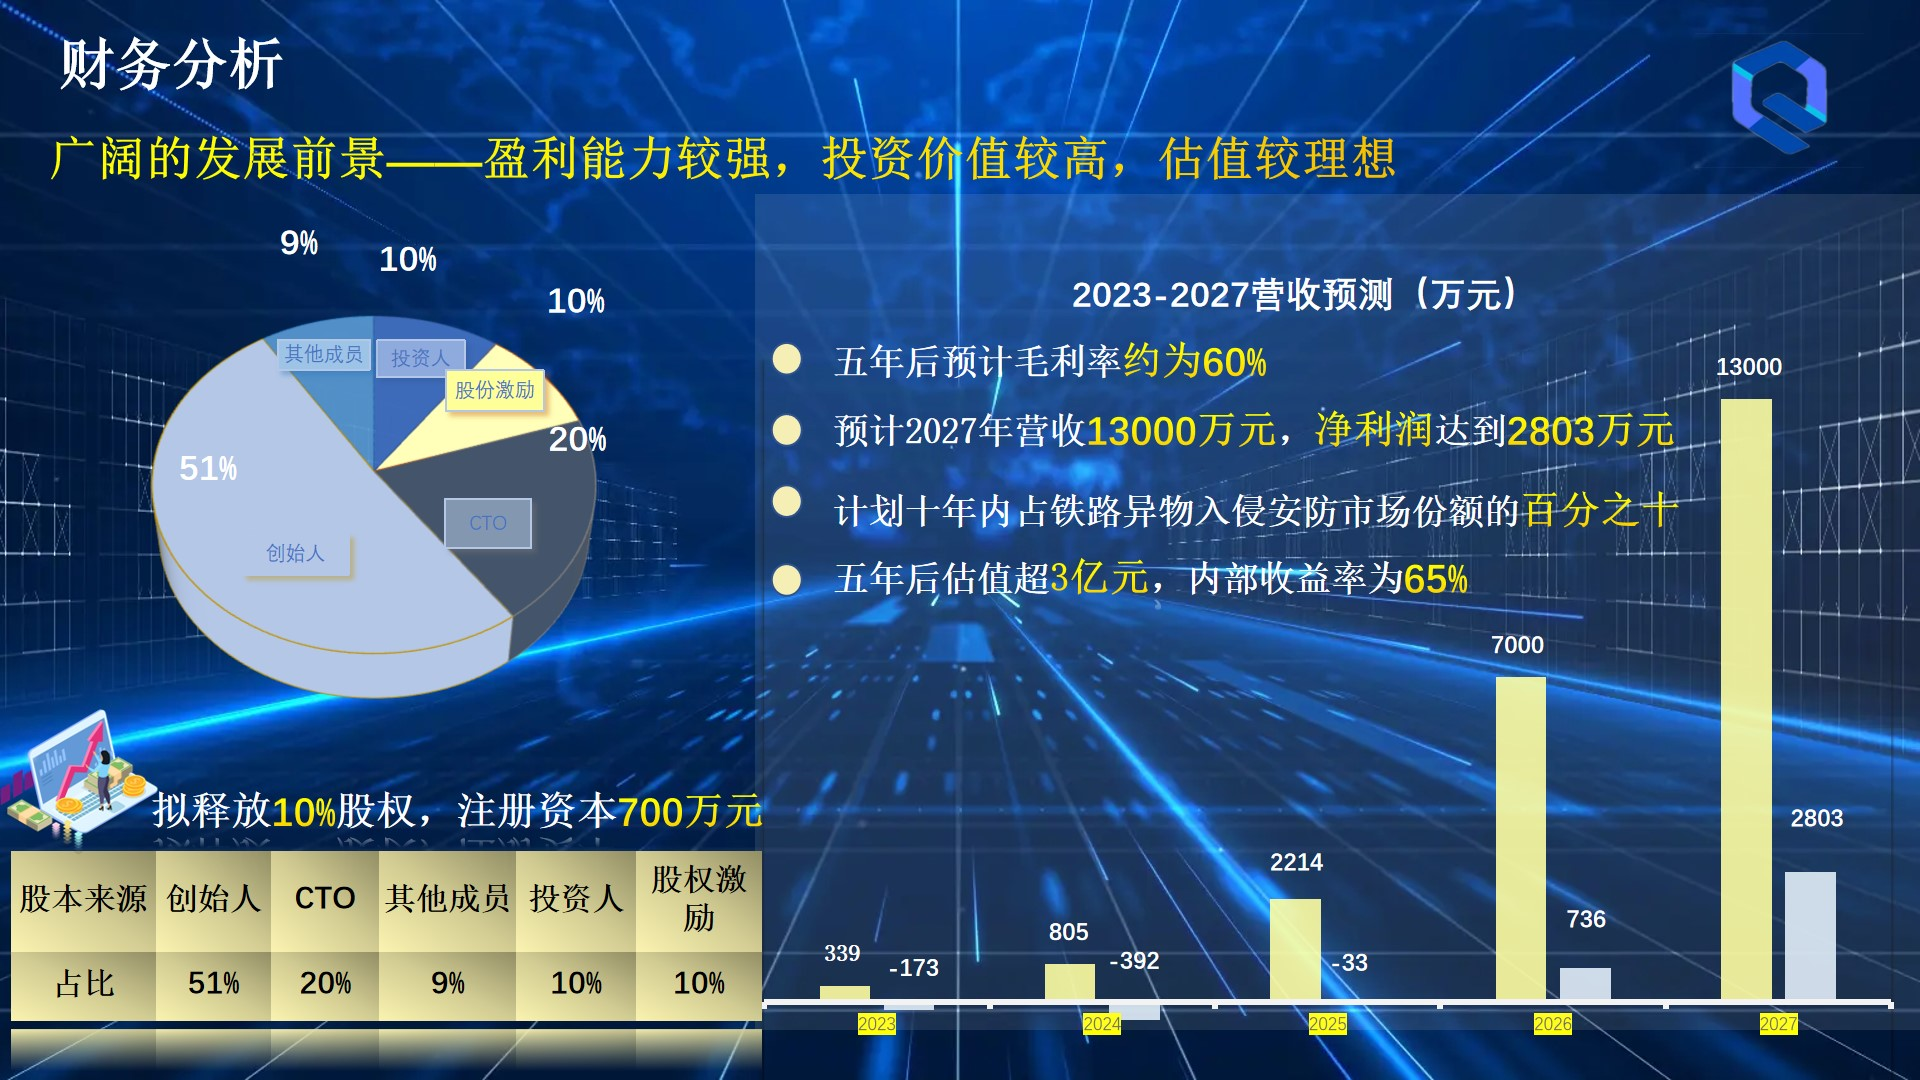 财务分析
广阔的发展前景——盈利能力较强，投资价值较高，估值较理想
9%
10%
10%
20%
51%
其他成员
投资人
股份激励
CTO
创始人
拟释放10%股权，注册资本700万元
股本来源 创始人 CTO 其他成员 投资人 股权激励
占比 51% 20% 9% 10% 10%
2023-2027营收预测（万元）
五年后预计毛利率约为60%
预计2027年营收13000万元，净利润达到2803万元
计划十年内占铁路异物入侵安防市场份额的百分之十
五年后估值超3亿元，内部收益率为65%
339
-173
805
-392
2214
-33
7000
736
13000
2803
2023 2024 2025 2026 2027